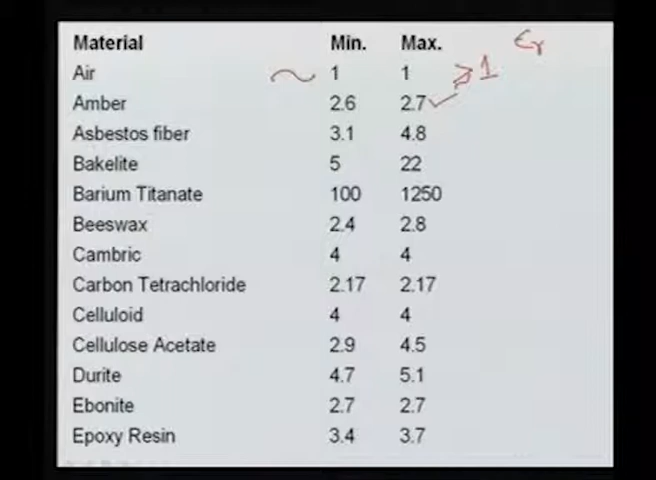 Material Min. Max. εr
Air ~ 1 1 ≥ 1
Amber 2.6 2.7 ✓
Asbestos fiber 3.1 4.8
Bakelite 5 22
Barium Titanate 100 1250
Beeswax 2.4 2.8
Cambric 4 4
Carbon Tetrachloride 2.17 2.17
Celluloid 4 4
Cellulose Acetate 2.9 4.5
Durite 4.7 5.1
Ebonite 2.7 2.7
Epoxy Resin 3.4 3.7